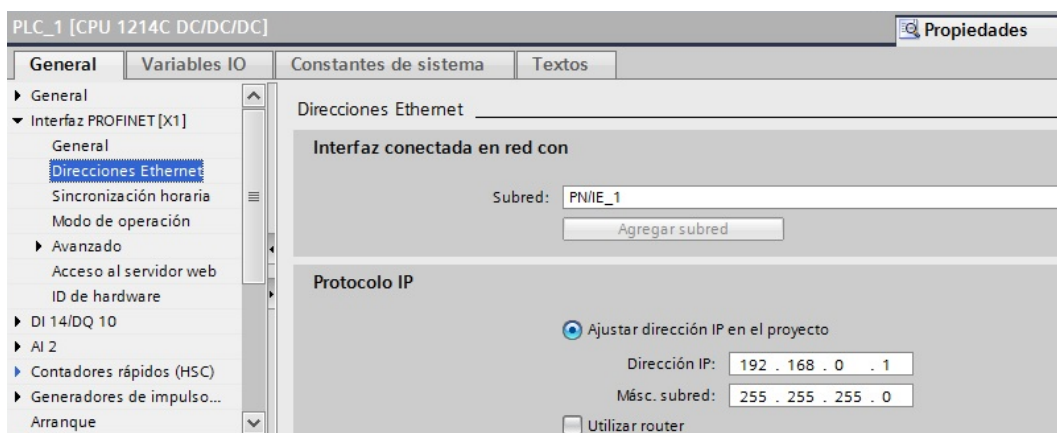 PLC_1 [CPU 1214C DC/DC/DC]
Propiedades
General
Variables IO
Constantes de sistema
Textos
General
Interfaz PROFINET [X1]
General
Direcciones Ethernet
Sincronización horaria
Modo de operación
Avanzado
Acceso al servidor web
ID de hardware
DI 14/DQ 10
AI 2
Contadores rápidos (HSC)
Generadores de impulso...
Arranque
Direcciones Ethernet
Interfaz conectada en red con
Subred: PN/IE_1
Agregar subred
Protocolo IP
Ajustar dirección IP en el proyecto
Dirección IP: 192 . 168 . 0 . 1
Másc. subred: 255 . 255 . 255 . 0
Utilizar router